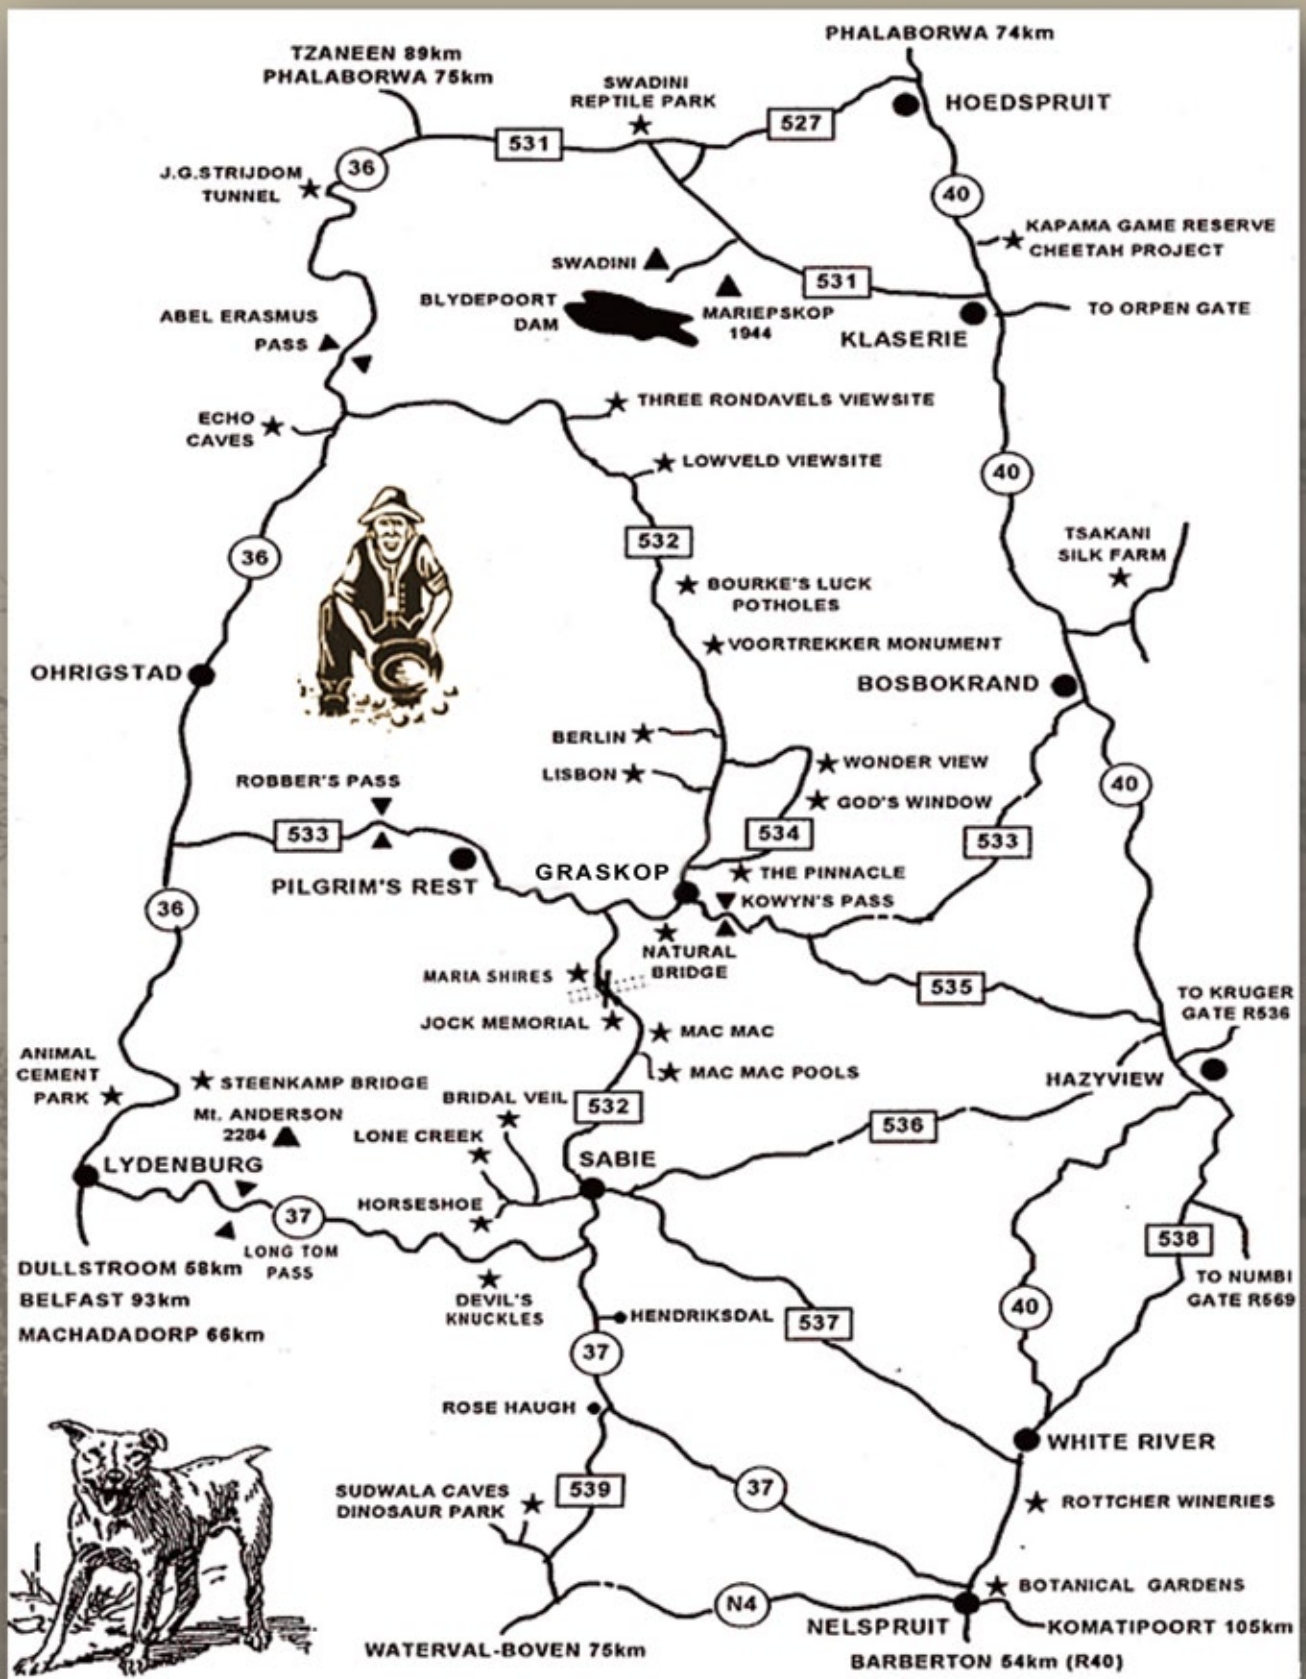 PHALABORWA 74km
TZANEEN 89km
PHALABORWA 75km
SWADINI
REPTILE PARK
527
HOEDSPRUIT
531
36
J.G.STRIJDOM
TUNNEL
40
KAPAMA GAME RESERVE
CHEETAH PROJECT
SWADINI
531
BLYDEPOORT
DAM
MARIEPSKOP
1944
TO ORPEN GATE
KLASERIE
ABEL ERASMUS
PASS
THREE RONDAVELS VIEWSITE
ECHO
CAVES
LOWVELD VIEWSITE
40
532
TSAKANI
SILK FARM
36
BOURKE'S LUCK
POTHOLES
VOORTREKKER MONUMENT
OHRIGSTAD
BOSBOKRAND
BERLIN
WONDER VIEW
LISBON
ROBBER'S PASS
GOD'S WINDOW
40
533
534
533
GRASKOP
THE PINNACLE
PILGRIM'S REST
KOWYN'S PASS
36
NATURAL
BRIDGE
MARIA SHIRES
535
TO KRUGER
GATE R536
JOCK MEMORIAL
MAC MAC
ANIMAL
CEMENT
PARK
STEENKAMP BRIDGE
MAC MAC POOLS
HAZYVIEW
BRIDAL VEIL
532
Mt. ANDERSON
2284
LONE CREEK
536
LYDENBURG
SABIE
HORSESHOE
37
LONG TOM
PASS
538
DULLSTROOM 58km
BELFAST 93km
MACHADADORP 66km
DEVIL'S
KNUCKLES
TO NUMBI
GATE R569
HENDRIKSDAL
537
40
37
ROSE HAUGH
WHITE RIVER
SUDWALA CAVES
DINOSAUR PARK
539
37
ROTTCHER WINERIES
BOTANICAL GARDENS
N4
NELSPRUIT
KOMATIPOORT 105km
WATERVAL-BOVEN 75km
BARBERTON 54km (R40)